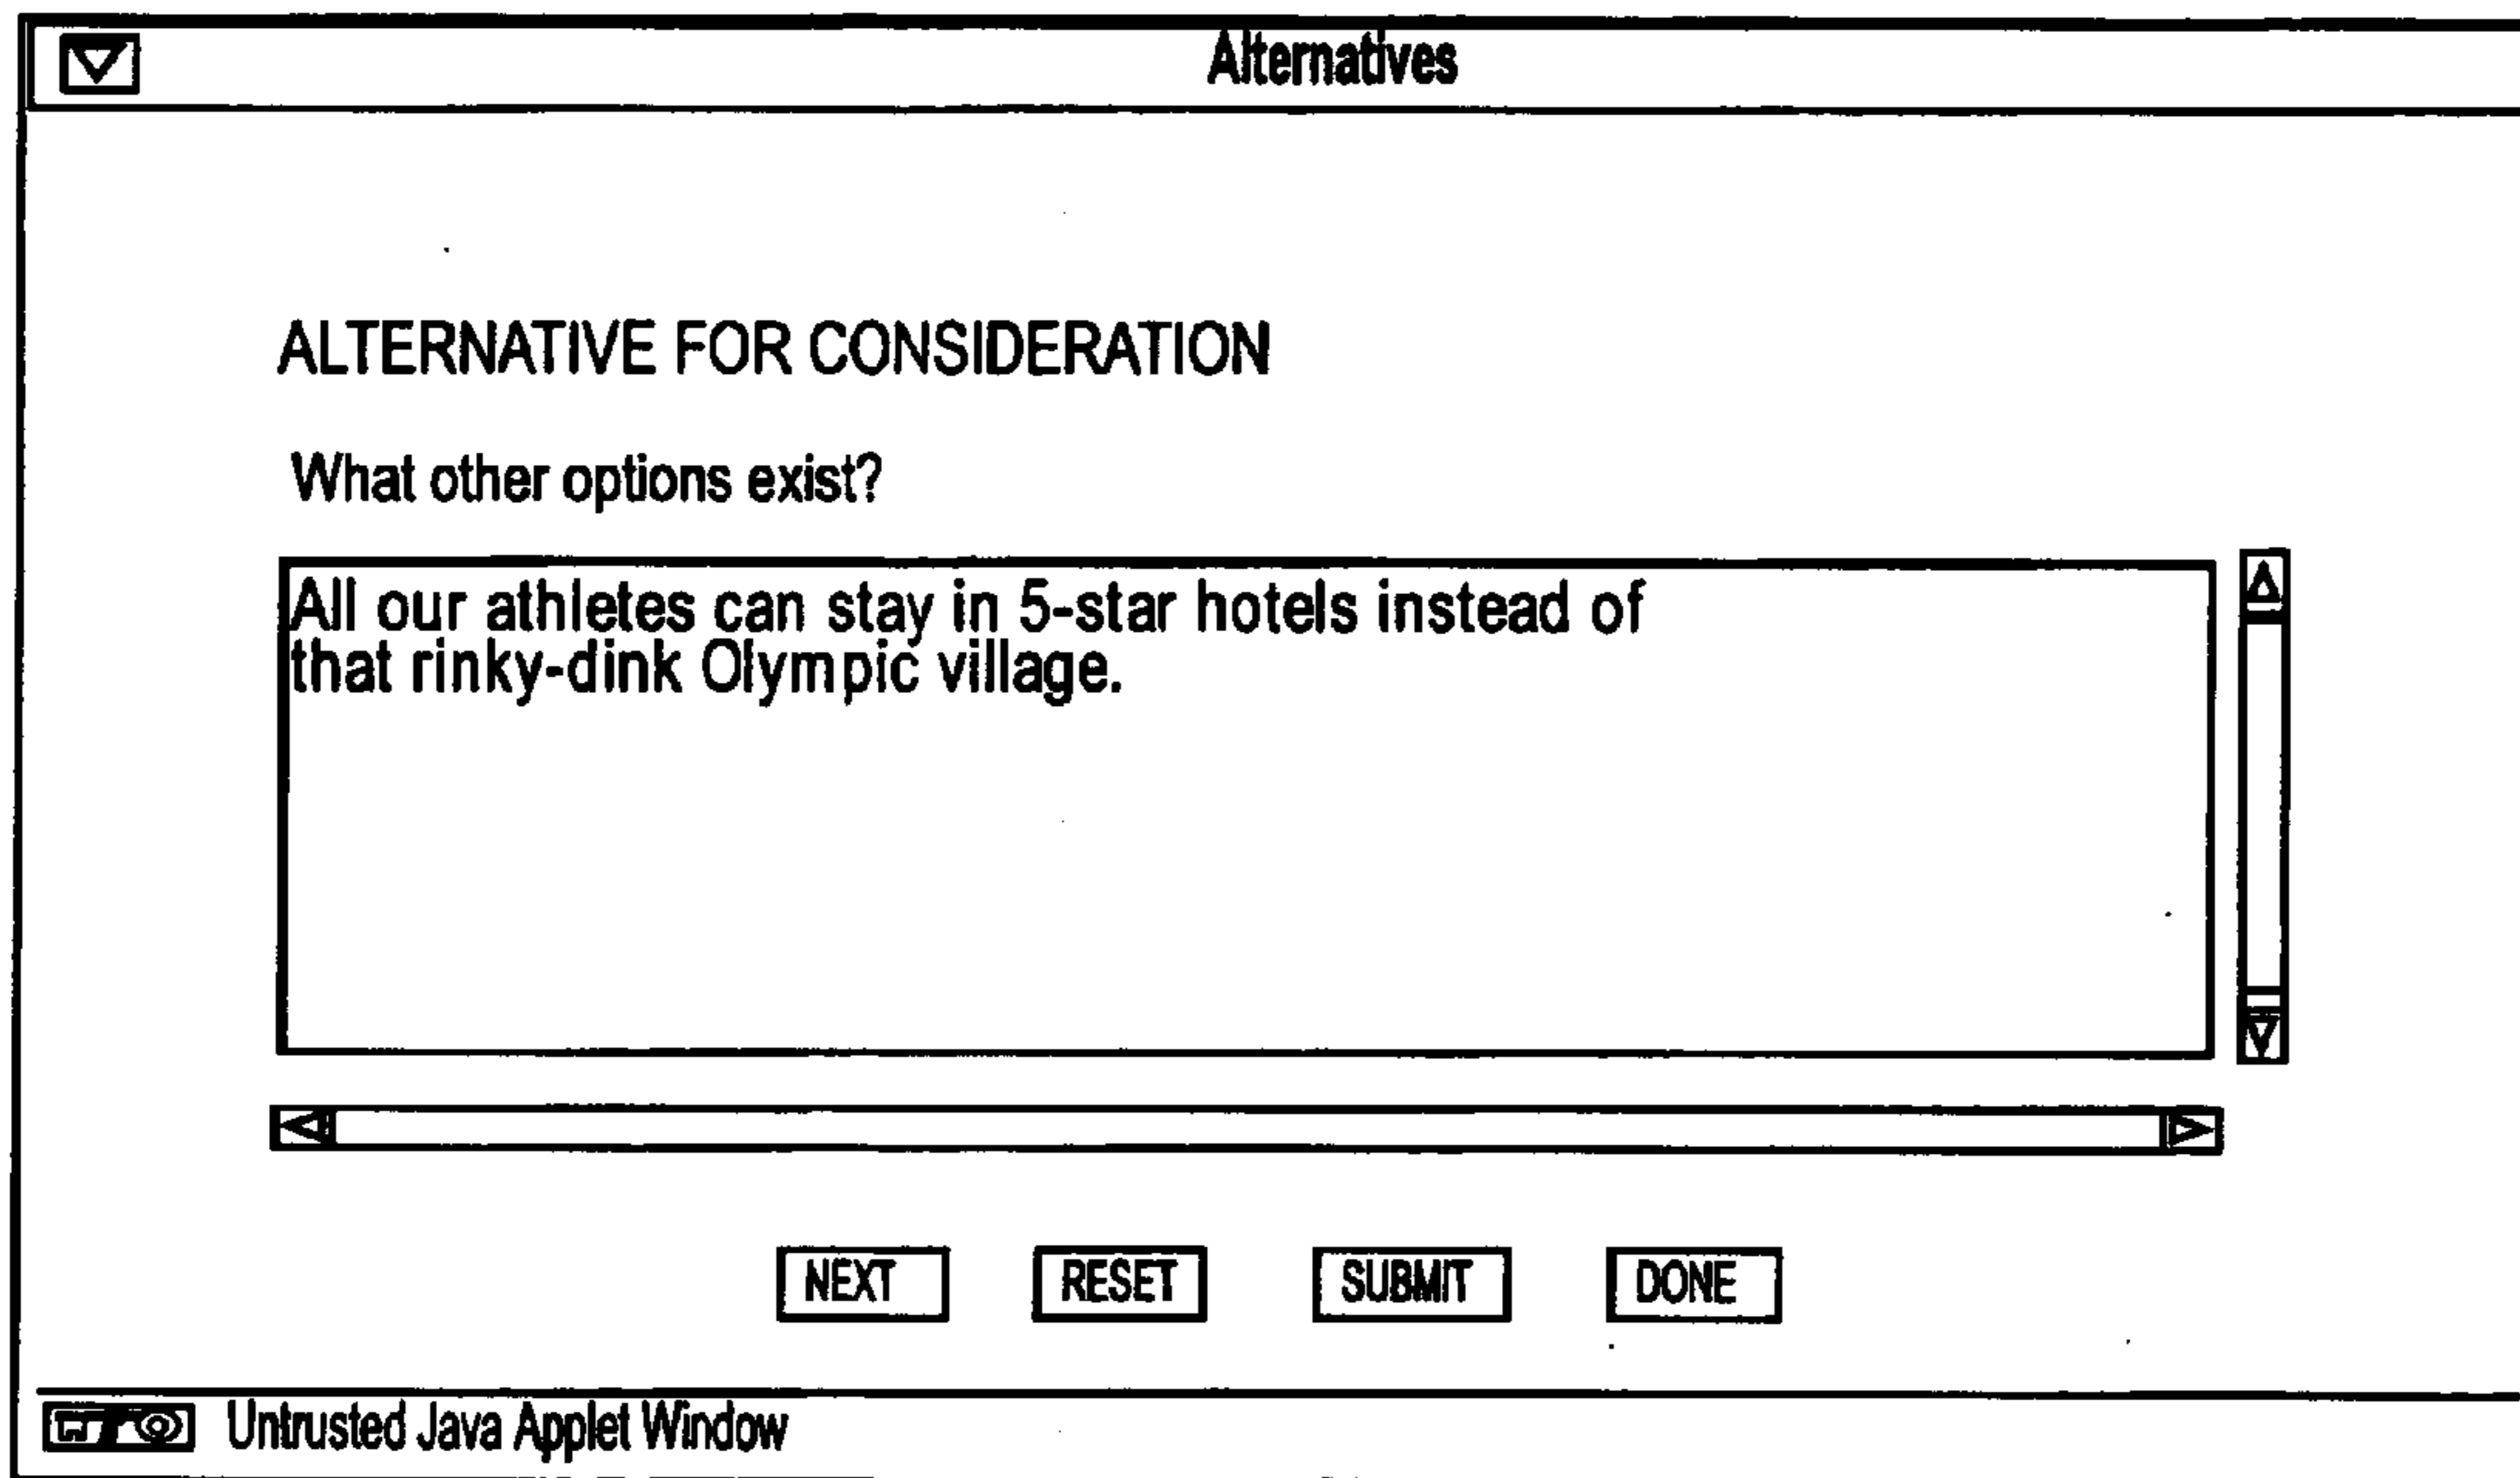 Alternatives
ALTERNATIVE FOR CONSIDERATION
What other options exist?
All our athletes can stay in 5-star hotels instead of
that rinky-dink Olympic village.
NEXT RESET SUBMIT DONE
Untrusted Java Applet Window